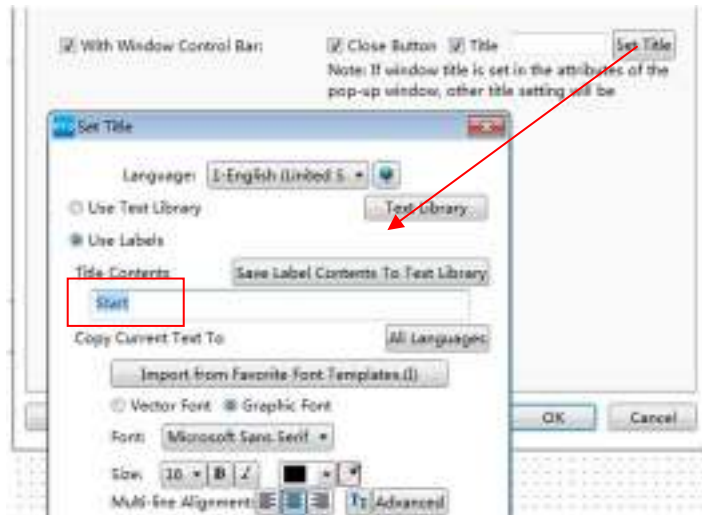 With Window Control Bar: Close Button Title Set Title
Note: If window title is set in the attributes of the
pop-up window, other title setting will be
Set Title
Language: 1-English (United S
Use Text Library Text Library
Use Labels
Title Contents Save Label Contents To Text Library
Start
Copy Current Text To All Languages
Import from Favorite Font Templates.(I)
Vector Font Graphic Font
Font: Microsoft Sans Serif
OK Cancel
Size: B I
Multi-line Alignment: Advanced